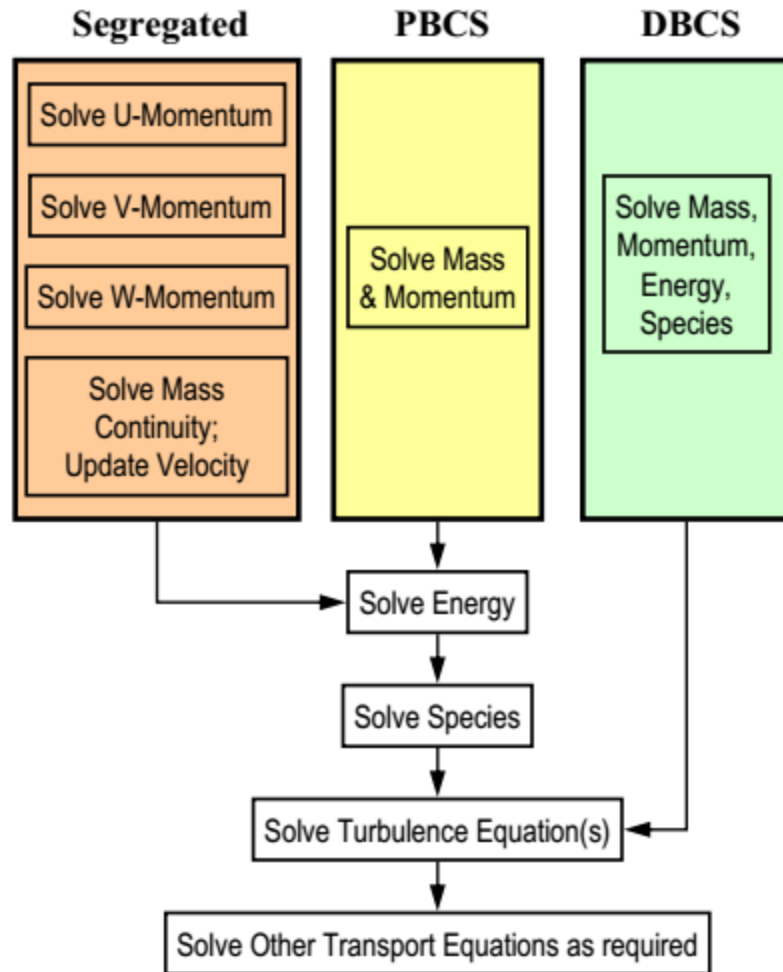 Segregated
PBCS
DBCS
Solve U-Momentum
Solve V-Momentum
Solve W-Momentum
Solve Mass
Continuity;
Update Velocity
Solve Mass
& Momentum
Solve Mass,
Momentum,
Energy,
Species
Solve Energy
Solve Species
Solve Turbulence Equation(s)
Solve Other Transport Equations as required